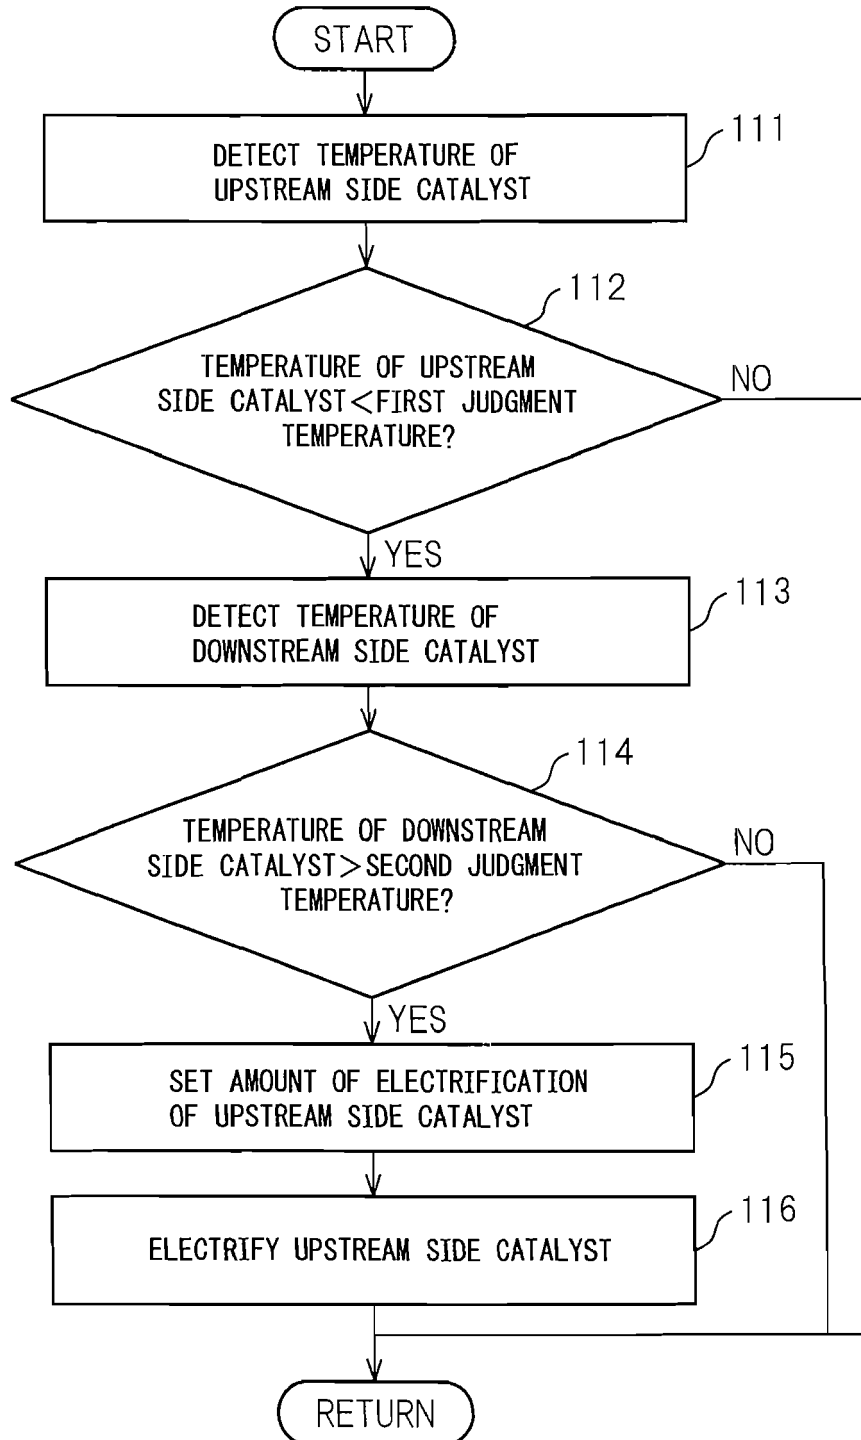 START
111
DETECT TEMPERATURE OF
UPSTREAM SIDE CATALYST
112
TEMPERATURE OF UPSTREAM
SIDE CATALYST<FIRST JUDGMENT
TEMPERATURE?
NO
YES
113
DETECT TEMPERATURE OF
DOWNSTREAM SIDE CATALYST
114
TEMPERATURE OF DOWNSTREAM
SIDE CATALYST>SECOND JUDGMENT
TEMPERATURE?
NO
YES
115
SET AMOUNT OF ELECTRIFICATION
OF UPSTREAM SIDE CATALYST
116
ELECTRIFY UPSTREAM SIDE CATALYST
RETURN